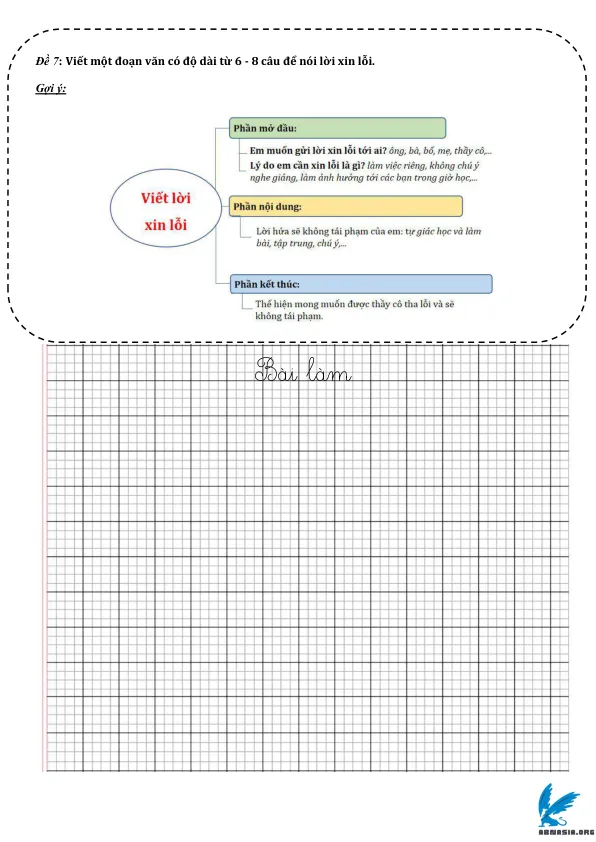 Đề 7: Viết một đoạn văn có độ dài từ 6 - 8 câu để nói lời xin lỗi.
Gợi ý:
Phần mở đầu:
Em muốn gửi lời xin lỗi tới ai? ông, bà, bố, mẹ, thầy cô,...
Lý do em cần xin lỗi là gì? làm việc riêng, không chú ý
nghe giảng, làm ảnh hưởng tới các bạn trong giờ học,...
Viết lời
xin lỗi
Phần nội dung:
Lời hứa sẽ không tái phạm của em: tự giác học và làm
bài, tập trung, chú ý,...
Phần kết thúc:
Thể hiện mong muốn được thầy cô tha lỗi và sẽ
không tái phạm.
Bài làm
ABNASIA.ORG